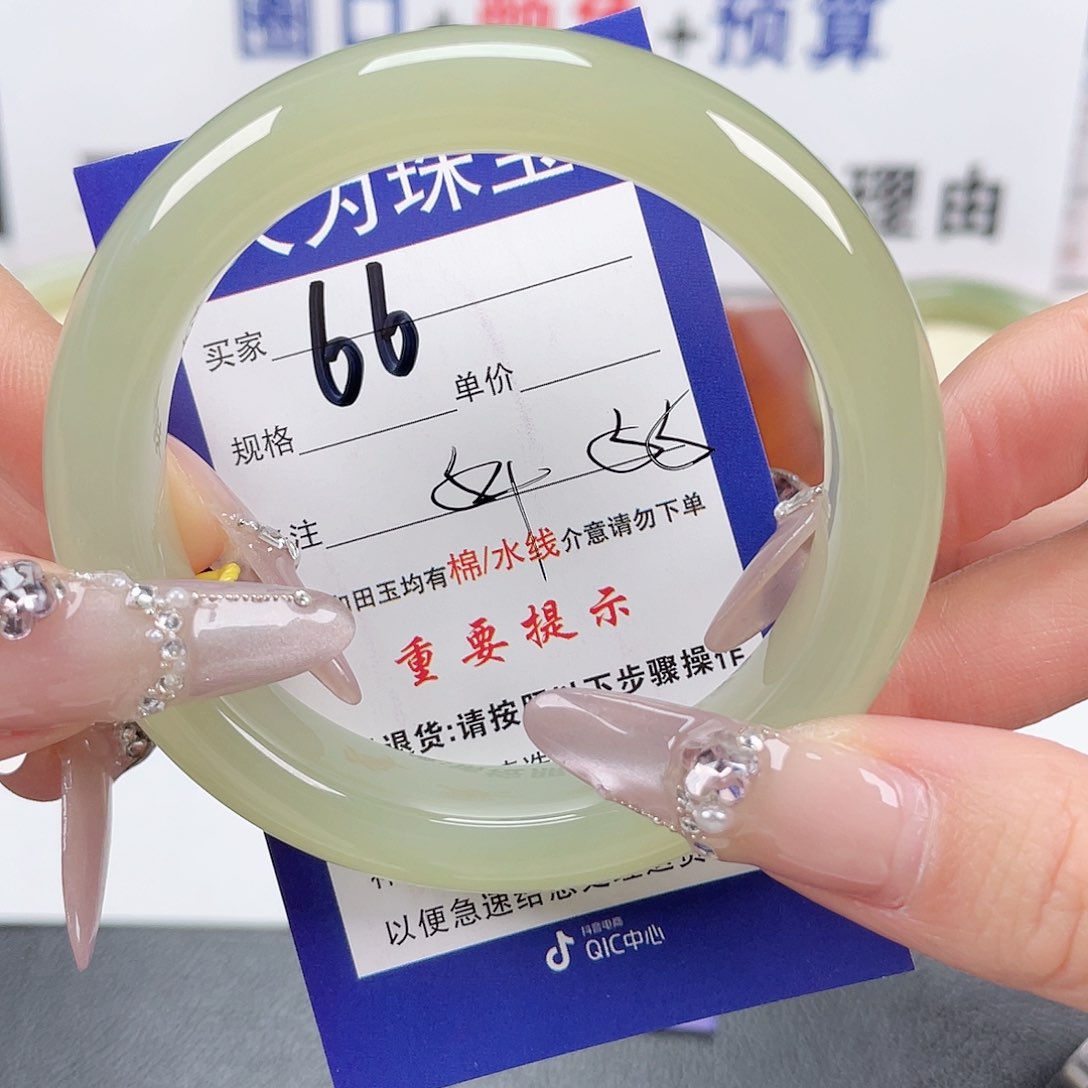 圈口+颜色+预算
理由
为珠宝
买家 66
单价
规格
注
田玉均有棉/水线介意请勿下单
重要提示
退货:请按照以下步骤操作
以便急速给您处理退货
抖音电商
QIC中心